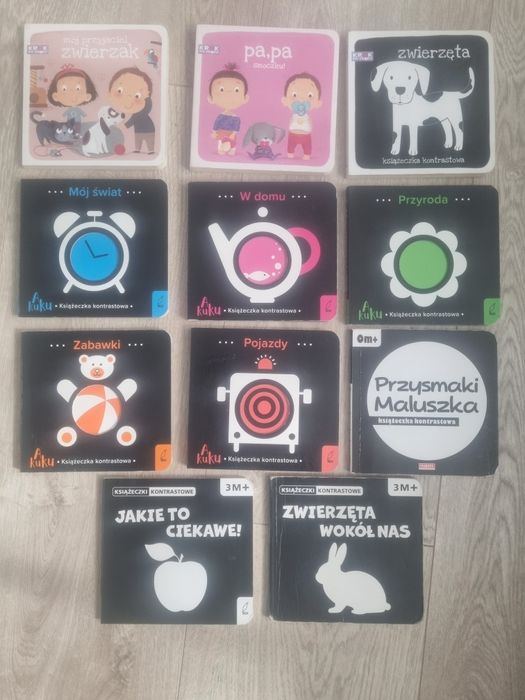 mój przyjaciel
zwierzak
pa,pa
smoczku!
zwierzęta
książeczka kontrastowa
••• Mój świat •••
A kuku • Książeczka kontrastowa •
••• W domu •••
A kuku • Książeczka kontrastowa •
••• Przyroda •••
A kuku • Książeczka kontrastowa •
••• Zabawki •••
A kuku • Książeczka kontrastowa •
••• Pojazdy •••
A kuku • Książeczka kontrastowa •
0m+
Przysmaki
Maluszka
książeczka kontrastowa
KSIĄŻECZKI KONTRASTOWE 3M+
JAKIE TO
CIEKAWE!
KSIĄŻECZKI KONTRASTOWE 3M+
ZWIERZĘTA
WOKÓŁ NAS